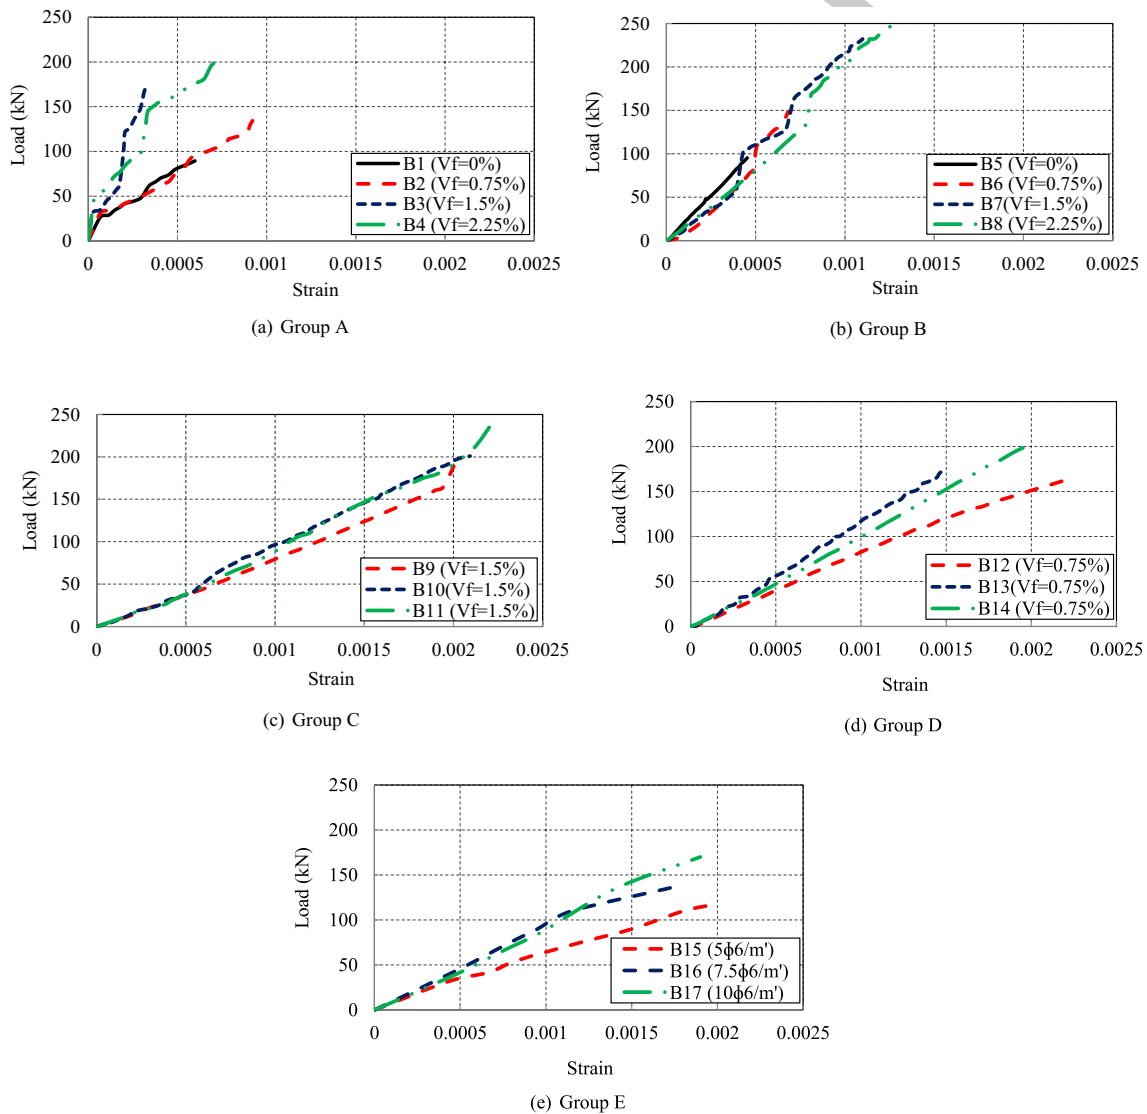 250
200
150
100
50
0
Load (kN)
B1 (Vf=0%)
B2 (Vf=0.75%)
B3(Vf=1.5%)
B4 (Vf=2.25%)
0 0.0005 0.001 0.0015 0.002 0.0025
Strain
(a) Group A
250
200
150
100
50
0
Load (kN)
B5 (Vf=0%)
B6 (Vf=0.75%)
B7(Vf=1.5%)
B8 (Vf=2.25%)
0 0.0005 0.001 0.0015 0.002 0.0025
Strain
(b) Group B
250
200
150
100
50
0
Load (kN)
B9 (Vf=1.5%)
B10(Vf=1.5%)
B11 (Vf=1.5%)
0 0.0005 0.001 0.0015 0.002 0.0025
Strain
(c) Group C
250
200
150
100
50
0
Load (kN)
B12 (Vf=0.75%)
B13(Vf=0.75%)
B14 (Vf=0.75%)
0 0.0005 0.001 0.0015 0.002 0.0025
Strain
(d) Group D
250
200
150
100
50
0
Load (kN)
B15 (5ϕ6/m')
B16 (7.5ϕ6/m')
B17 (10ϕ6/m')
0 0.0005 0.001 0.0015 0.002 0.0025
Strain
(e) Group E